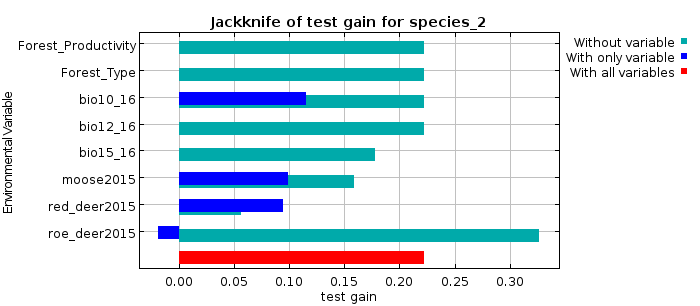 Jackknife of test gain for species_2
Without variable
With only variable
With all variables
Environmental Variable
Forest_Productivity
Forest_Type
bio10_16
bio12_16
bio15_16
moose2015
red_deer2015
roe_deer2015
0.00 0.05 0.10 0.15 0.20 0.25 0.30
test gain